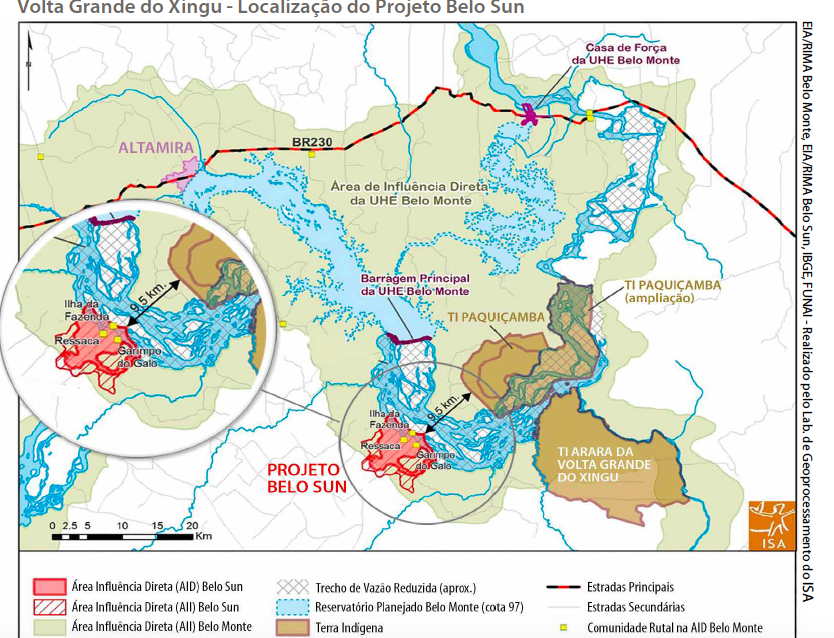 Volta Grande do Xingu - Localização do Projeto Belo Sun
N
Casa de Força
da UHE Belo Monte
ALTAMIRA
BR230
Área de Influência Direta
da UHE Belo Monte
Barragem Principal
da UHE Belo Monte
TI PAQUIÇAMBA
(ampliação)
TI PAQUIÇAMBA
9,5 km.
Ilha da
Fazenda
Ressaca
Garimpo
do Galo
9,5 km.
Ilha da
Fazenda
Ressaca
Garimpo
do Galo
PROJETO
BELO SUN
TI ARARA DA
VOLTA GRANDE
DO XINGU
0 2.5 5 10 15 20
Km
ISA
Área Influência Direta (AID) Belo Sun
Área Influência Direta (AII) Belo Sun
Área Influência Direta (AII) Belo Monte
Trecho de Vazão Reduzida (aprox.)
Reservatório Planejado Belo Monte (cota 97)
Terra Indígena
Estradas Principais
Estradas Secundárias
Comunidade Rutal na AID Belo Monte
EIA/RIMA Belo Monte, EIA/RIMA Belo Sun, IBGE, FUNAI - Realizado pelo Lab. de Geoprocessamento do ISA